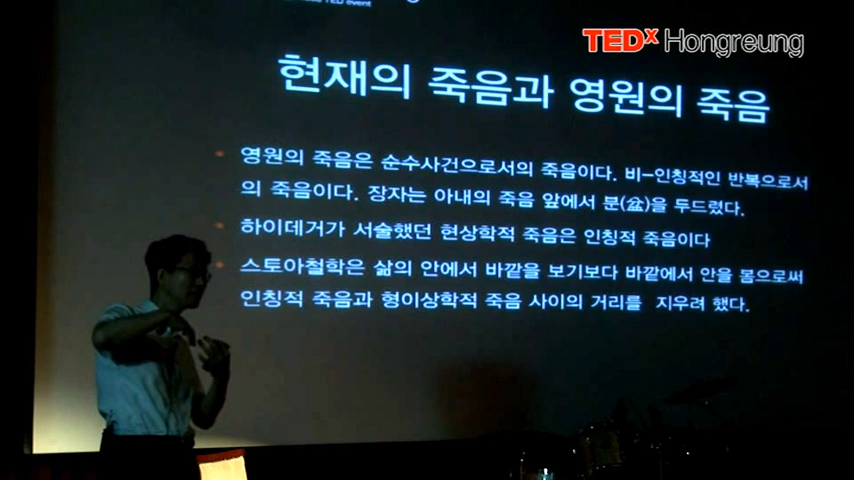 TED event
TEDx Hongreung
현재의 죽음과 영원의 죽음
영원의 죽음은 순수사건으로서의 죽음이다. 비-인칭적인 반복으로서
의 죽음이다. 장자는 아내의 죽음 앞에서 분(盆)을 두드렸다.
하이데거가 서술했던 현상학적 죽음은 인칭적 죽음이다
스토아철학은 삶의 안에서 바깥을 보기보다 바깥에서 안을 봄으로써
인칭적 죽음과 형이상학적 죽음 사이의 거리를 지우려 했다.